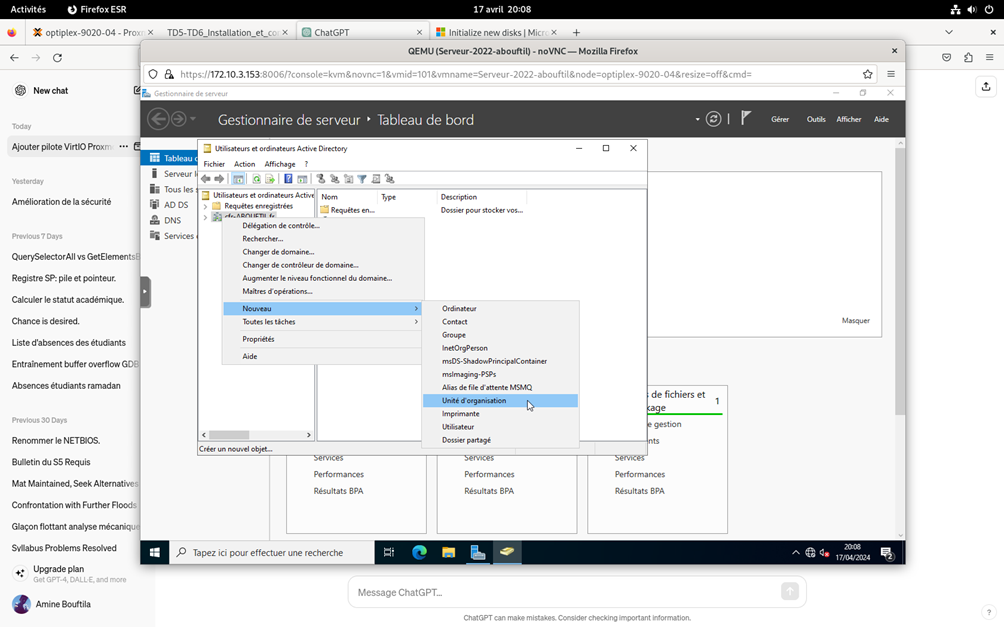 Activités
Firefox ESR
17 avril 20:08
optiplex-9020-04 - Prox
TD5-TD6_Installation_et_co
ChatGPT
Initialize new disks | Mic
QEMU (Serveur-2022-abouftil) - noVNC — Mozilla Firefox
https://172.10.3.153:8006/?console=kvm&novnc=1&vmid=101&vmname=Serveur-2022-abouftil&node=optiplex-9020-04&resize=off&cmd=
New chat
Today
Ajouter pilote VirtIO Proxm
Yesterday
Amélioration de la sécurité
Previous 7 Days
QuerySelectorAll vs GetElementsB
Registre SP: pile et pointeur.
Calculer le statut académique.
Chance is desired.
Liste d'absences des étudiants
Entraînement buffer overflow GDB
Absences étudiants ramadan
Previous 30 Days
Renommer le NETBIOS.
Bulletin du S5 Requis
Mat Maintained, Seek Alternatives
Confrontation with Further Floods
Glaçon flottant analyse mécanique
Syllabus Problems Resolved
Upgrade plan
Get GPT-4, DALL·E, and more
Amine Bouftila
Gestionnaire de serveur
Gestionnaire de serveur
Tableau de bord
Gérer
Outils
Afficher
Aide
Tableau
Serveur l
Tous les s
AD DS
DNS
Services
Utilisateurs et ordinateurs Active Directory
Fichier
Action
Affichage
?
Utilisateurs et ordinateurs Active
Requêtes enregistrées
Nom
Type
Description
Requêtes en...
Dossier pour stocker vos...
Délégation de contrôle...
Rechercher...
Changer de domaine...
Changer de contrôleur de domaine...
Augmenter le niveau fonctionnel du domaine...
Maîtres d'opérations...
Nouveau
Toutes les tâches
Propriétés
Aide
Ordinateur
Contact
Groupe
InetOrgPerson
msDS-ShadowPrincipalContainer
msImaging-PSPs
Alias de file d'attente MSMQ
Unité d'organisation
Imprimante
Utilisateur
Dossier partagé
Créer un nouvel objet...
Masquer
s de fichiers et
kage
1
gestion
Services
Performances
Résultats BPA
Services
Performances
Résultats BPA
Services
Performances
Résultats BPA
Tapez ici pour effectuer une recherche
20:08
17/04/2024
2
Message ChatGPT...
ChatGPT can make mistakes. Consider checking important information.
?